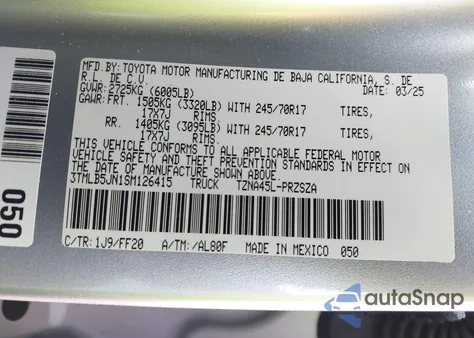 MFD.BY:TOYOTA MOTOR MANUFACTURING DE BAJA CALIFORNIA, S. DE
R.L. DE C.V. DATE: 03/25
GVWR: 2725KG (6005LB)
GAWR:FRT. 1505KG (3320LB) WITH 245/70R17 TIRES,
17X7J RIMS
RR. 1405KG (3095LB) WITH 245/70R17 TIRES,
17X7J RIMS
THIS VEHICLE CONFORMS TO ALL APPLICABLE FEDERAL MOTOR
VEHICLE SAFETY AND THEFT PREVENTION STANDARDS IN EFFECT ON
THE DATE OF MANUFACTURE SHOWN ABOVE.
3TMLB5JN1SM126415 TRUCK TZNA45L-PRZSZA
C/TR:1J9/FF20 A/TM:/AL80F MADE IN MEXICO 050
050
autoSnap